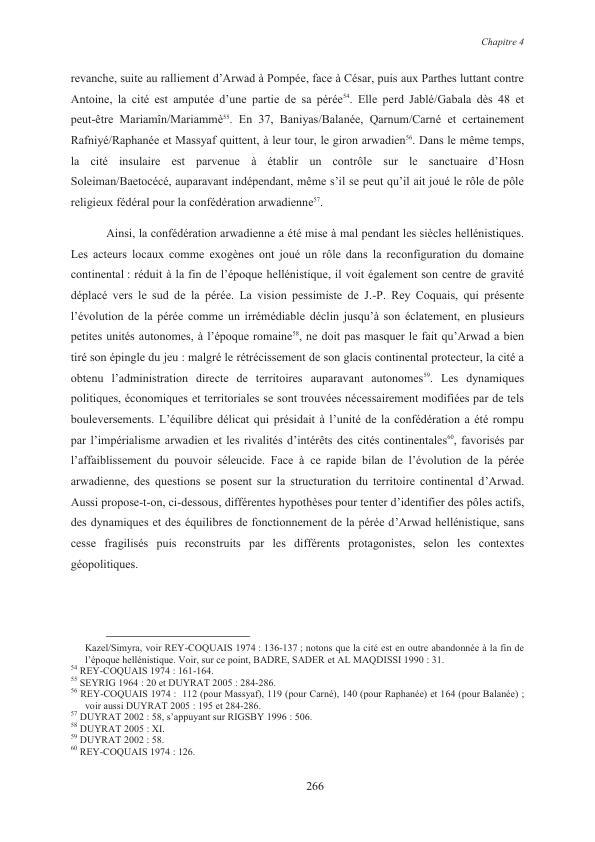 Chapitre 4
revanche, suite au ralliement d’Arwad à Pompée, face à César, puis aux Parthes luttant contre
Antoine, la cité est amputée d’une partie de sa pérée54. Elle perd Jablé/Gabala dès 48 et
peut-être Mariamîn/Mariammè55. En 37, Baniyas/Balanée, Qarnum/Carné et certainement
Rafniyé/Raphanée et Massyaf quittent, à leur tour, le giron arwadien56. Dans le même temps,
la cité insulaire est parvenue à établir un contrôle sur le sanctuaire d’Hosn
Soleiman/Baetocécé, auparavant indépendant, même s’il se peut qu’il ait joué le rôle de pôle
religieux fédéral pour la confédération arwadienne57.
Ainsi, la confédération arwadienne a été mise à mal pendant les siècles hellénistiques.
Les acteurs locaux comme exogènes ont joué un rôle dans la reconfiguration du domaine
continental : réduit à la fin de l’époque hellénistique, il voit également son centre de gravité
déplacé vers le sud de la pérée. La vision pessimiste de J.-P. Rey Coquais, qui présente
l’évolution de la pérée comme un irrémédiable déclin jusqu’à son éclatement, en plusieurs
petites unités autonomes, à l’époque romaine58, ne doit pas masquer le fait qu’Arwad a bien
tiré son épingle du jeu : malgré le rétrécissement de son glacis continental protecteur, la cité a
obtenu l’administration directe de territoires auparavant autonomes59. Les dynamiques
politiques, économiques et territoriales se sont trouvées nécessairement modifiées par de tels
bouleversements. L’équilibre délicat qui présidait à l’unité de la confédération a été rompu
par l’impérialisme arwadien et les rivalités d’intérêts des cités continentales60, favorisés par
l’affaiblissement du pouvoir séleucide. Face à ce rapide bilan de l’évolution de la pérée
arwadienne, des questions se posent sur la structuration du territoire continental d’Arwad.
Aussi propose-t-on, ci-dessous, différentes hypothèses pour tenter d’identifier des pôles actifs,
des dynamiques et des équilibres de fonctionnement de la pérée d’Arwad hellénistique, sans
cesse fragilisés puis reconstruits par les différents protagonistes, selon les contextes
géopolitiques.
Kazel/Simyra, voir REY-COQUAIS 1974 : 136-137 ; notons que la cité est en outre abandonnée à la fin de
l’époque hellénistique. Voir, sur ce point, BADRE, SADER et AL MAQDISSI 1990 : 31.
54 REY-COQUAIS 1974 : 161-164.
55 SEYRIG 1964 : 20 et DUYRAT 2005 : 284-286.
56 REY-COQUAIS 1974 : 112 (pour Massyaf), 119 (pour Carné), 140 (pour Raphanée) et 164 (pour Balanée) ;
voir aussi DUYRAT 2005 : 195 et 284-286.
57 DUYRAT 2002 : 58, s’appuyant sur RIGSBY 1996 : 506.
58 DUYRAT 2005 : XI.
59 DUYRAT 2002 : 58.
60 REY-COQUAIS 1974 : 126.
266